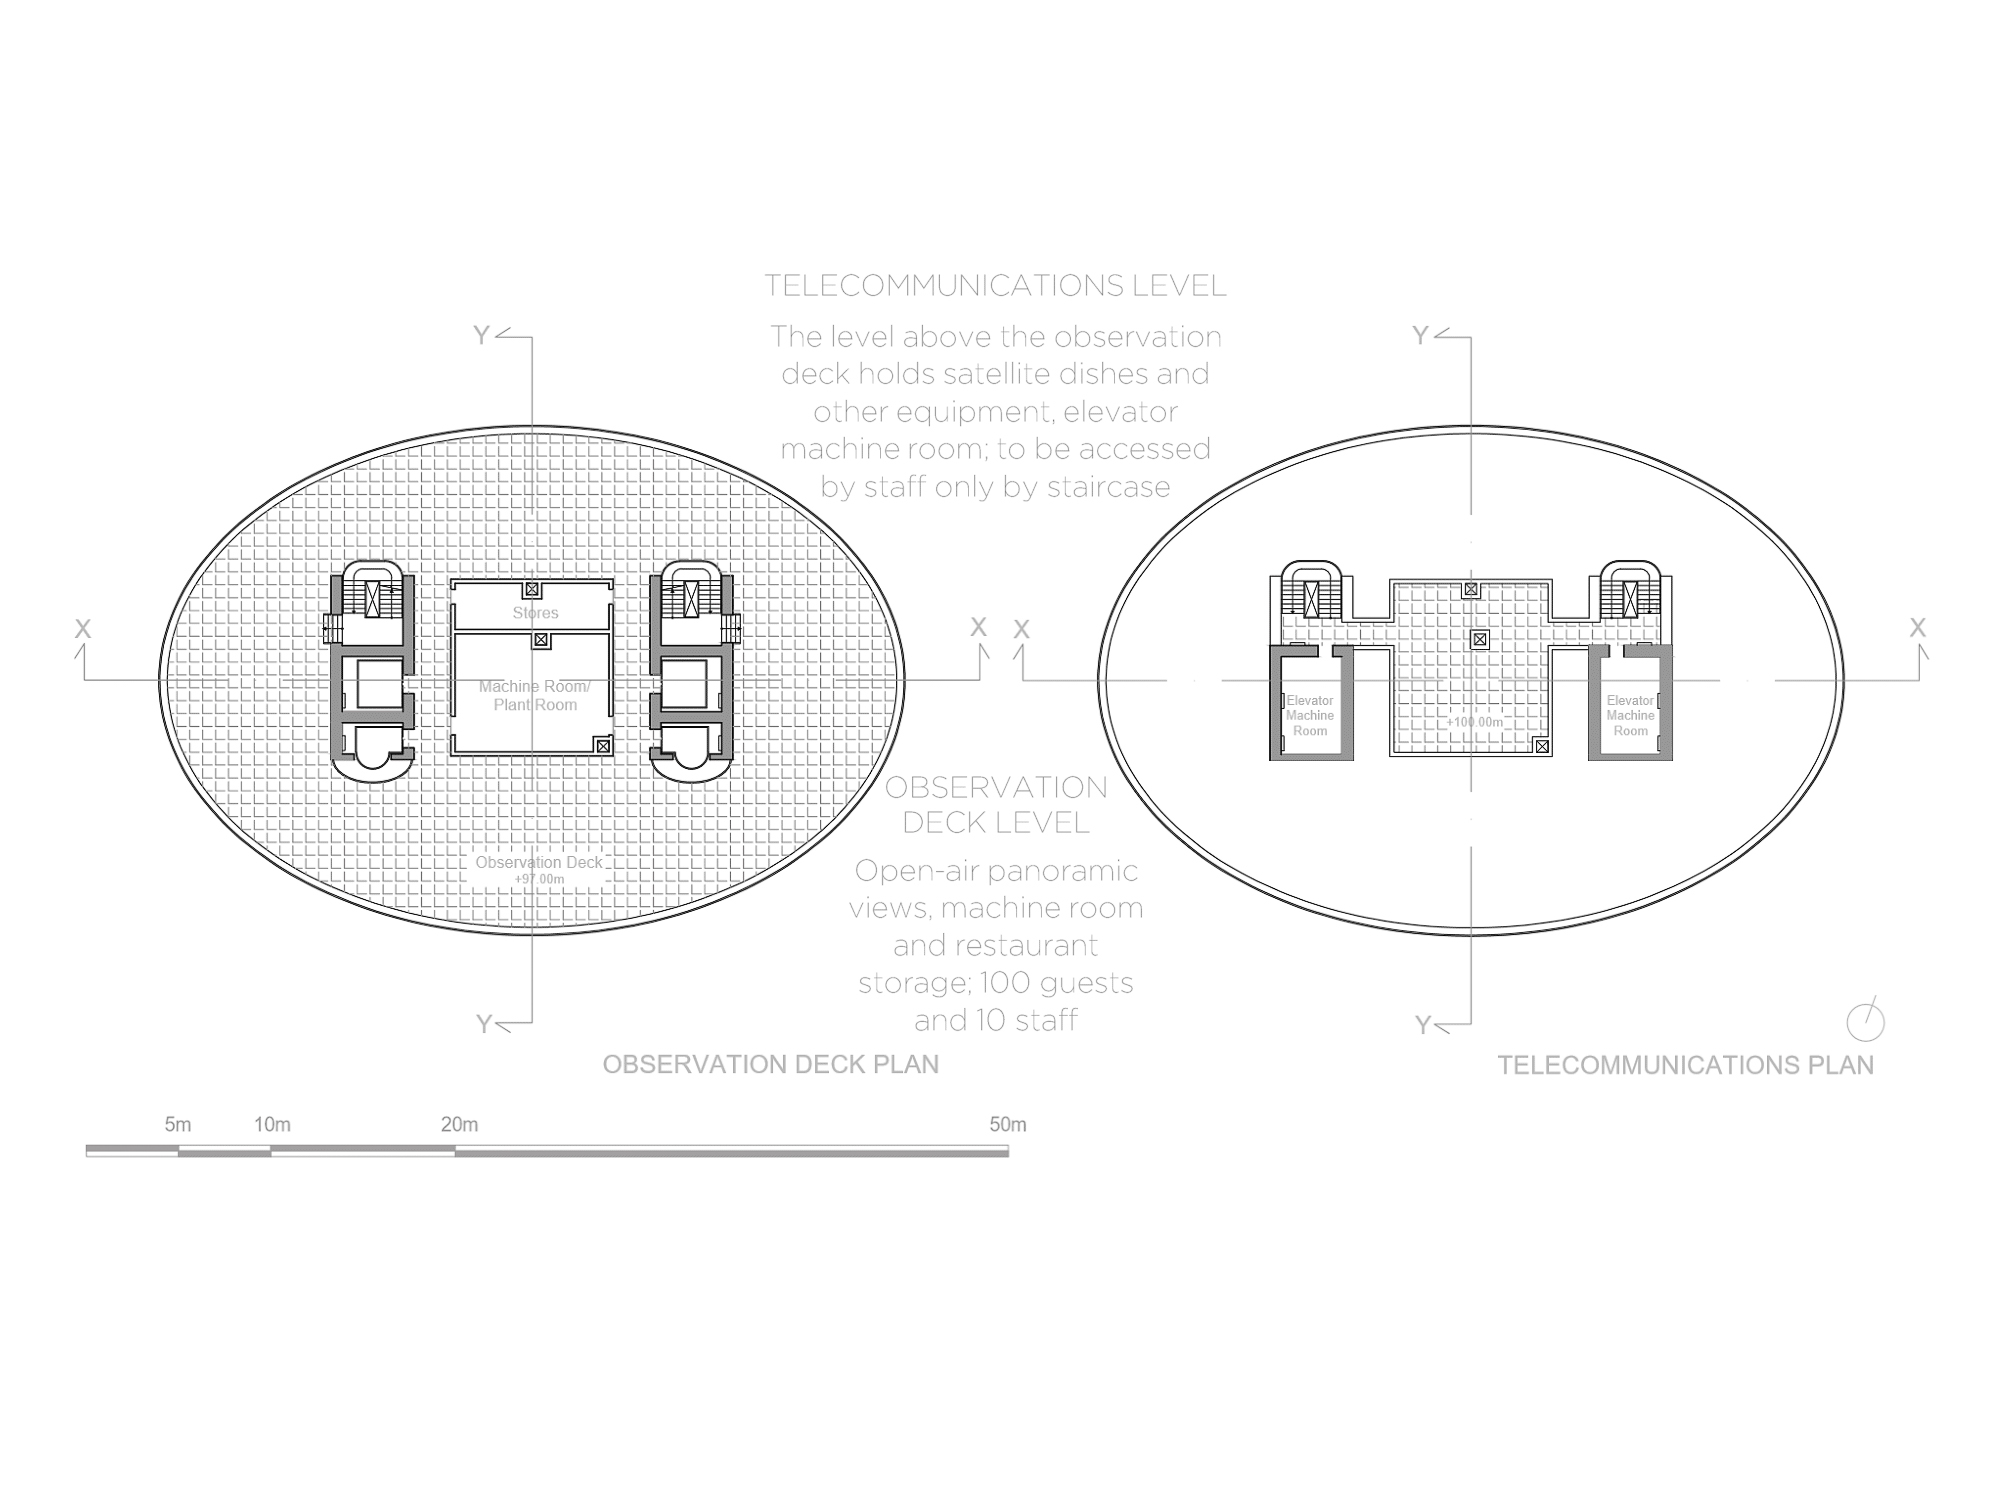 TELECOMMUNICATIONS LEVEL
The level above the observation
deck holds satellite dishes and
other equipment, elevator
machine room; to be accessed
by staff only by staircase
Y
Y
X
X
X
X
Stores
Machine Room/
Plant Room
Elevator
Machine
Room
+100.00m
Elevator
Machine
Room
OBSERVATION
DECK LEVEL
Open-air panoramic
views, machine room
and restaurant
storage; 100 guests
and 10 staff
Observation Deck
+97.00m
Y
Y
OBSERVATION DECK PLAN
TELECOMMUNICATIONS PLAN
5m
10m
20m
50m